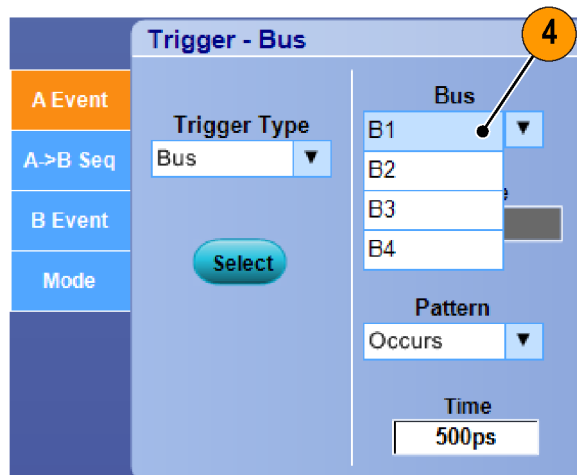 Trigger - Bus
4
A Event
A->B Seq
B Event
Mode
Trigger Type
Bus
Select
Bus
B1
B2
B3
B4
Pattern
Occurs
Time
500ps